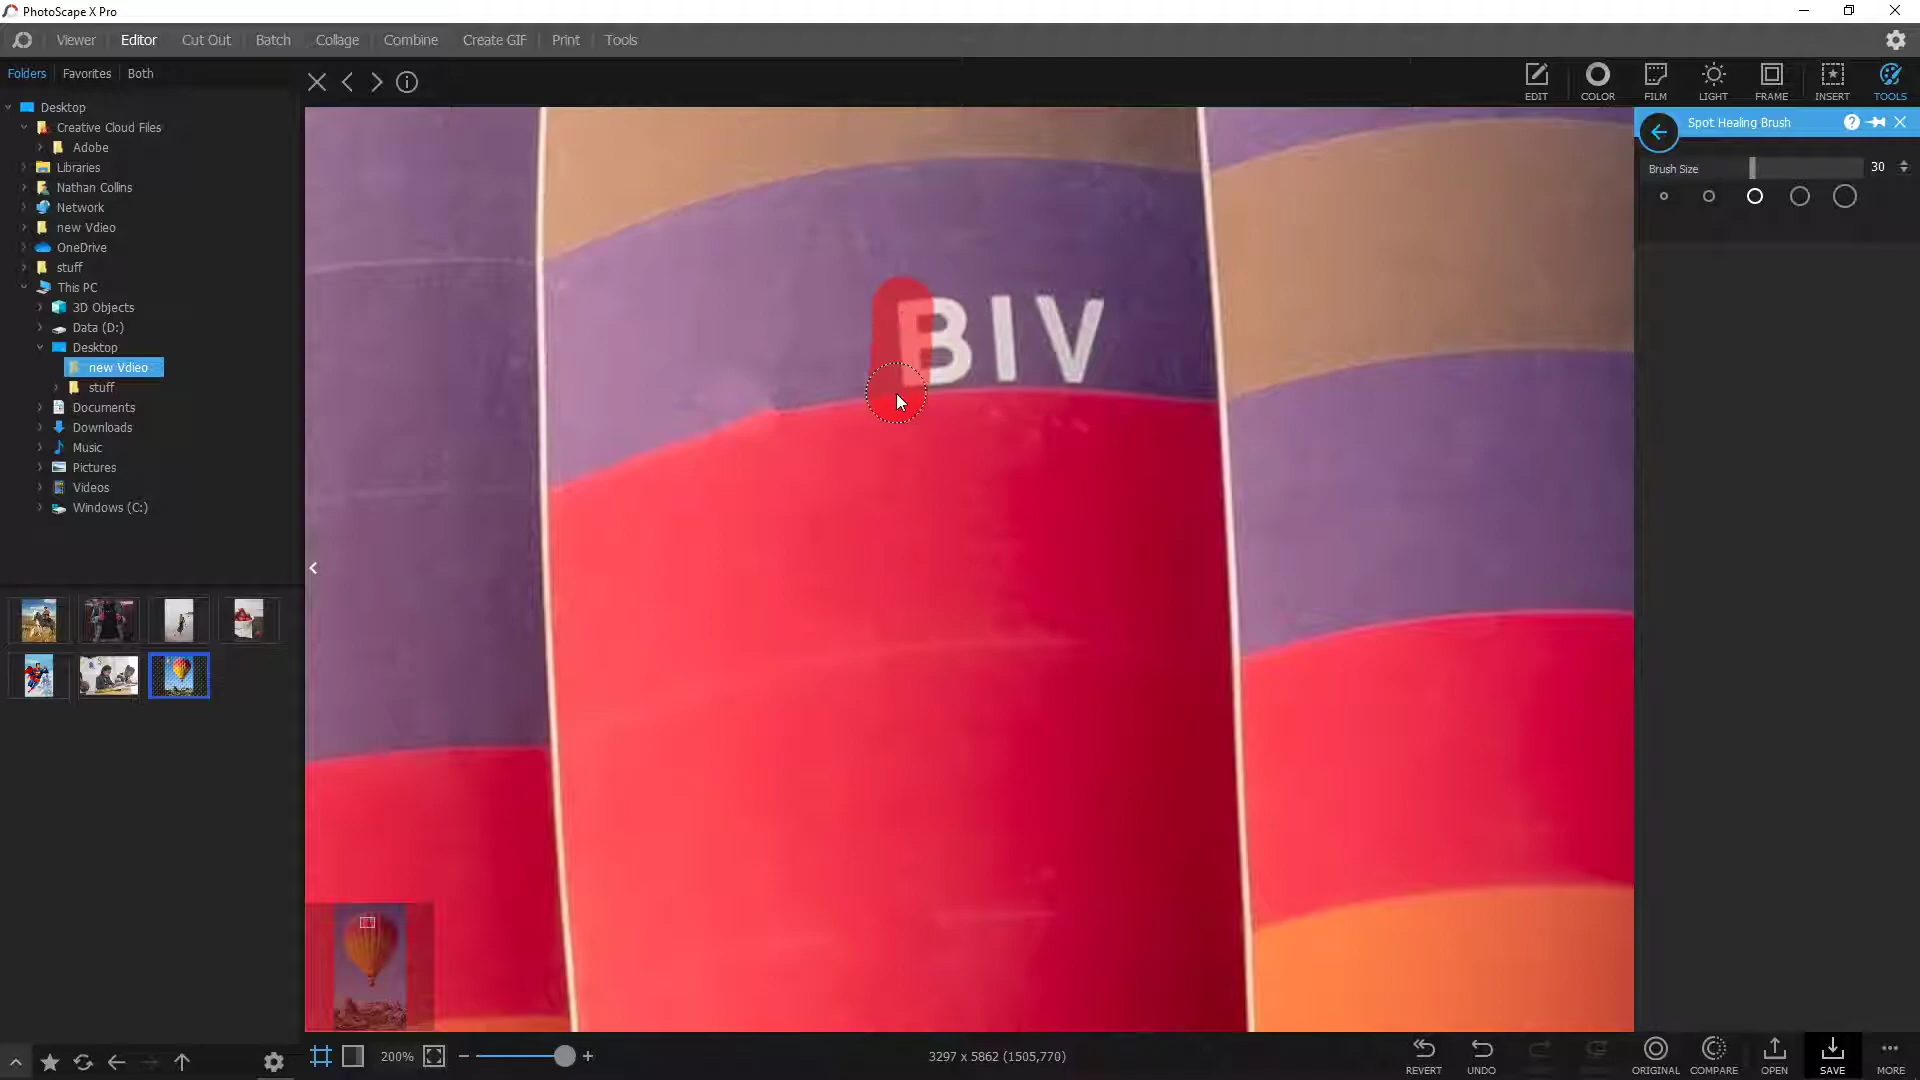 PhotoScape X Pro
Viewer Editor Cut Out Batch Collage Combine Create GIF Print Tools
Folders Favorites Both
EDIT COLOR FILM LIGHT FRAME INSERT TOOLS
Spot Healing Brush
Brush Size 30
Desktop
Creative Cloud Files
Adobe
Libraries
Nathan Collins
Network
new Vdieo
OneDrive
stuff
This PC
3D Objects
Data (D:)
Desktop
new Vdieo
stuff
Documents
Downloads
Music
Pictures
Videos
Windows (C:)
BIV
200%
3297 x 5862 (1505,770)
REVERT UNDO ORIGINAL COMPARE OPEN SAVE MORE